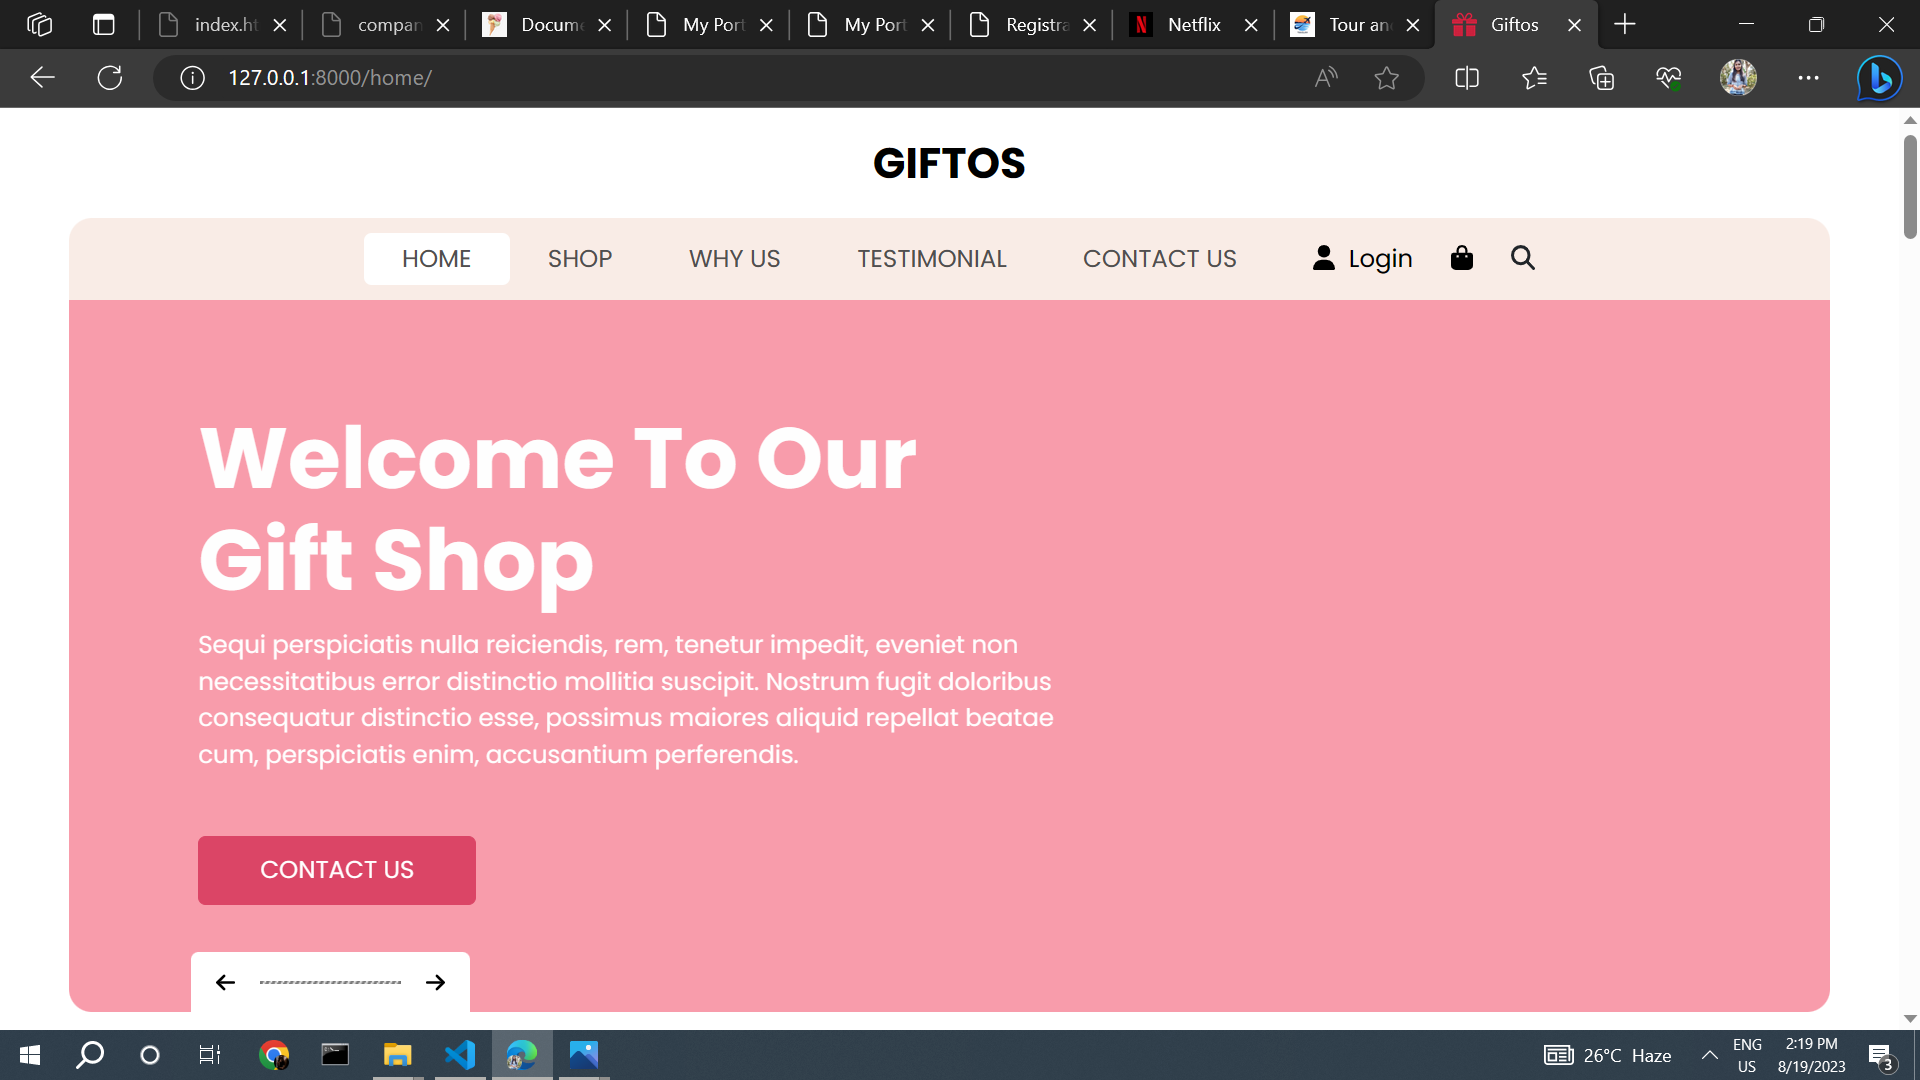 index.ht
compan
Docume
My Port
My Port
Registra
Netflix
Tour and
Giftos
127.0.0.1:8000/home/
GIFTOS
HOME SHOP WHY US TESTIMONIAL CONTACT US Login
Welcome To Our
Gift Shop
Sequi perspiciatis nulla reiciendis, rem, tenetur impedit, eveniet non
necessitatibus error distinctio mollitia suscipit. Nostrum fugit doloribus
consequatur distinctio esse, possimus maiores aliquid repellat beatae
cum, perspiciatis enim, accusantium perferendis.
CONTACT US
26°C Haze
ENG
US
2:19 PM
8/19/2023
3